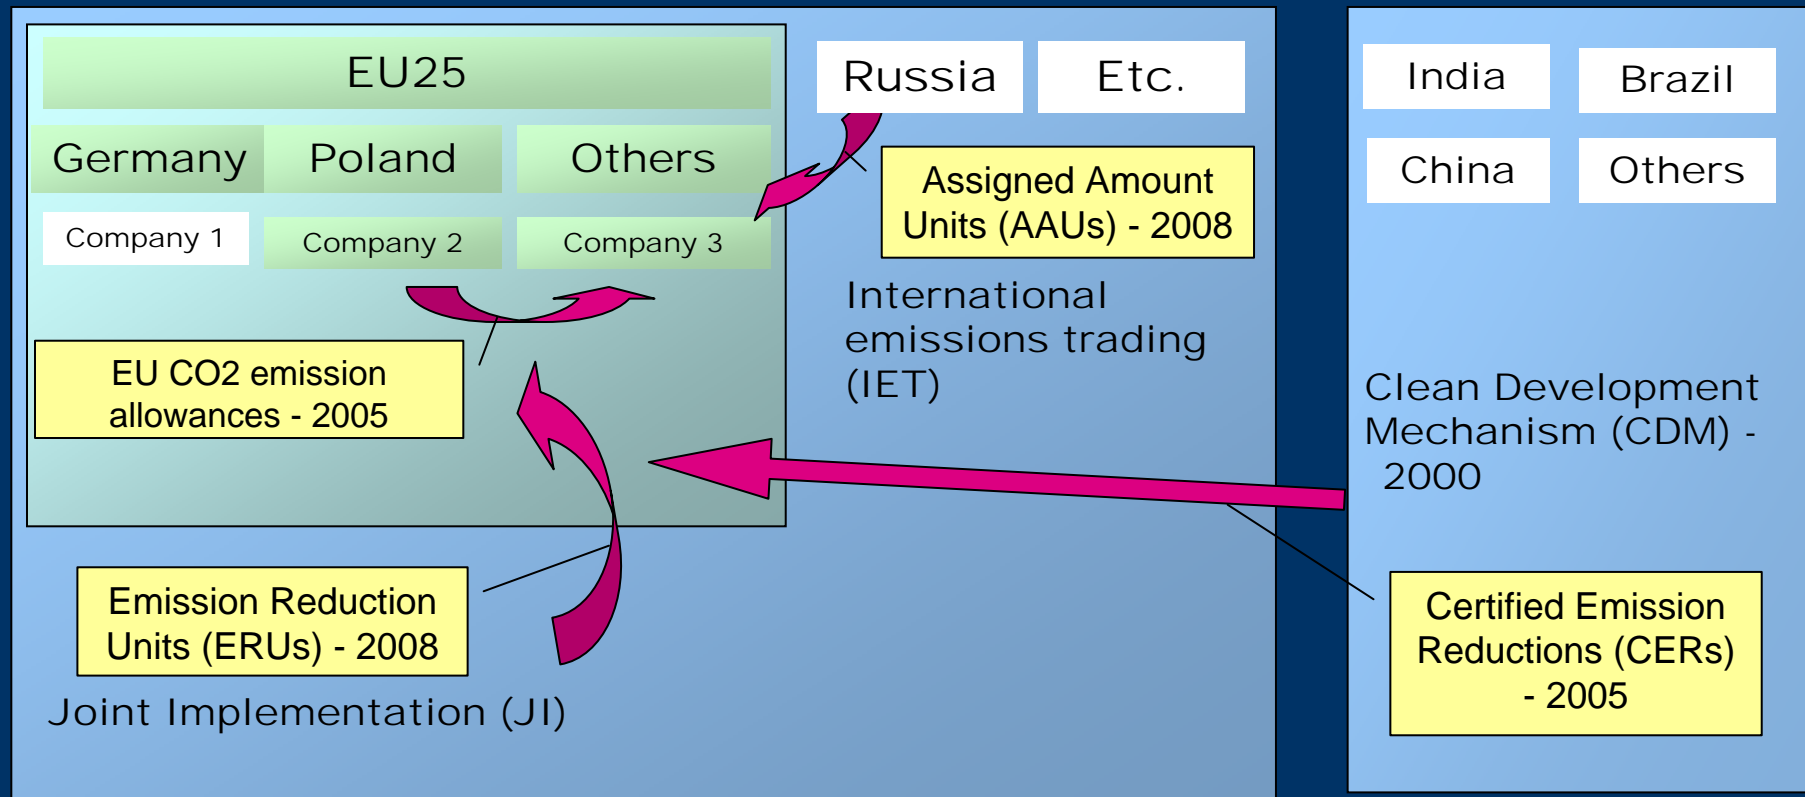 EU25
Germany
Poland
Others
Company 1
Company 2
Company 3
EU CO2 emission
allowances - 2005
Emission Reduction
Units (ERUs) - 2008
Joint Implementation (JI)
Russia
Etc.
Assigned Amount
Units (AAUs) - 2008
International
emissions trading
(IET)
India
Brazil
China
Others
Clean Development
Mechanism (CDM) -
2000
Certified Emission
Reductions (CERs)
- 2005